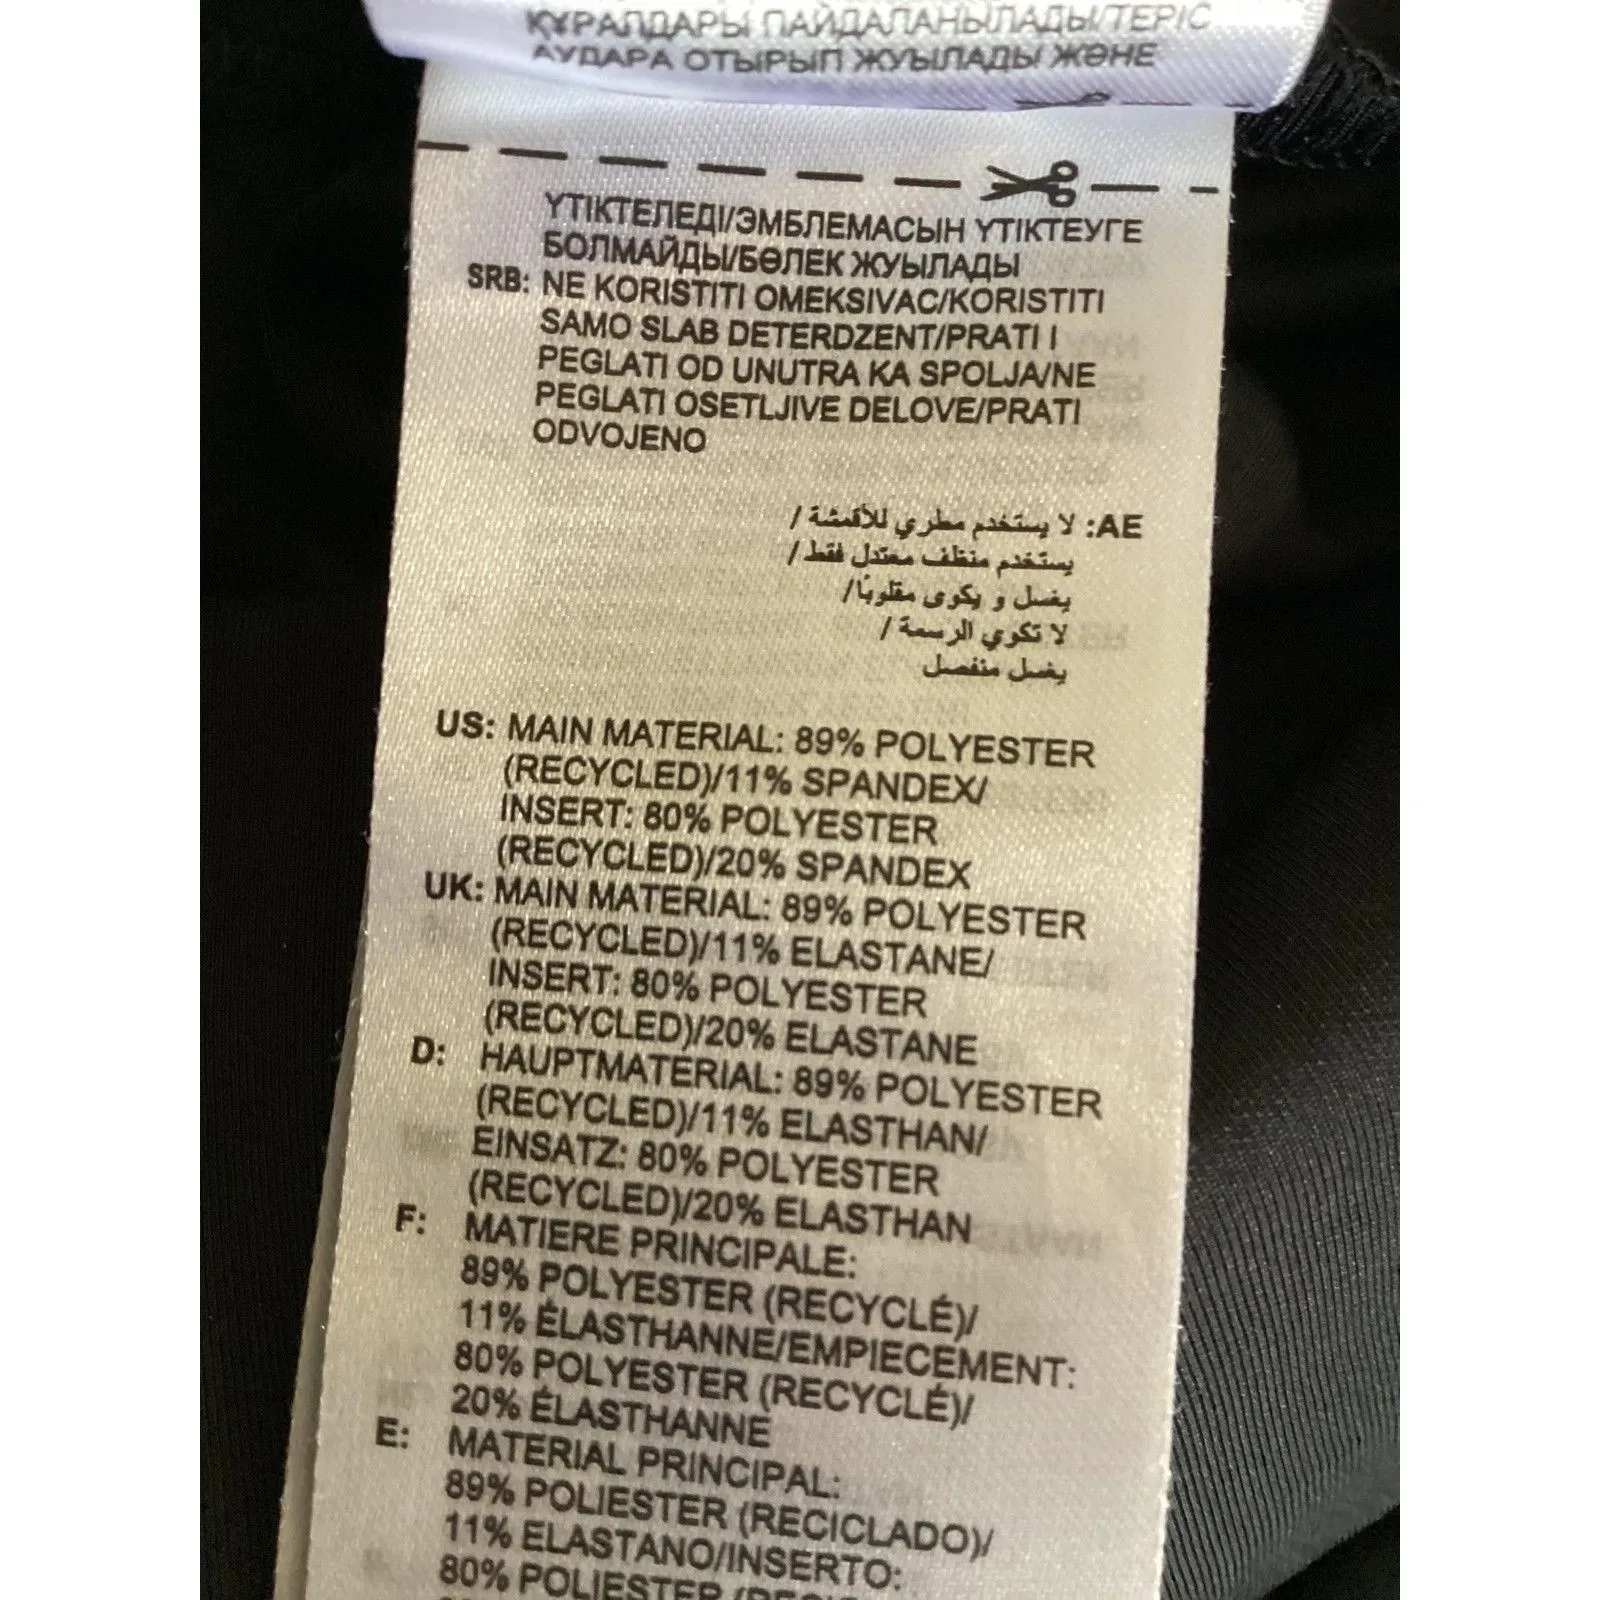 ҚҰРАЛДАРЫ ПАЙДАЛАНЫЛАДЫ/ТЕРІС
АУДАРА ОТЫРЫП ЖУЫЛАДЫ ЖӘНЕ
ҮТІКТЕЛЕДІ/ЭМБЛЕМАСЫН ҮТІКТЕУГЕ
БОЛМАЙДЫ/БӨЛЕК ЖУЫЛАДЫ
SRB: NE KORISTITI OMEKSIVAC/KORISTITI
SAMO SLAB DETERDZENT/PRATI I
PEGLATI OD UNUTRA KA SPOLJA/NE
PEGLATI OSETLJIVE DELOVE/PRATI
ODVOJENO
AE: لا يستخدم مطري للأقمشة /
يستخدم منظف معتدل فقط /
يغسل و يكوى مقلوبًا/
لا تكوي الرسمة /
يغسل منفصل
US: MAIN MATERIAL: 89% POLYESTER
(RECYCLED)/11% SPANDEX/
INSERT: 80% POLYESTER
(RECYCLED)/20% SPANDEX
UK: MAIN MATERIAL: 89% POLYESTER
(RECYCLED)/11% ELASTANE/
INSERT: 80% POLYESTER
(RECYCLED)/20% ELASTANE
D: HAUPTMATERIAL: 89% POLYESTER
(RECYCLED)/11% ELASTHAN/
EINSATZ: 80% POLYESTER
(RECYCLED)/20% ELASTHAN
F: MATIERE PRINCIPALE:
89% POLYESTER (RECYCLÉ)/
11% ÉLASTHANNE/EMPIECEMENT:
80% POLYESTER (RECYCLÉ)/
20% ÉLASTHANNE
E: MATERIAL PRINCIPAL:
89% POLIESTER (RECICLADO)/
11% ELASTANO/INSERTO:
80% POLIESTER